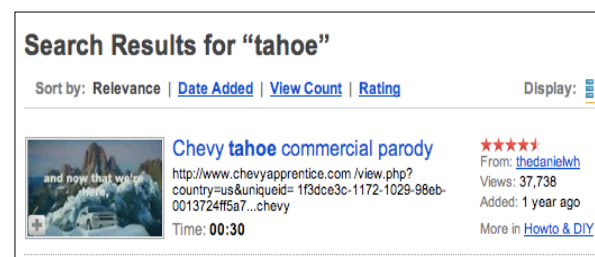 Search Results for “tahoe”
Sort by: Relevance | Date Added | View Count | Rating
Display:
and now that we're
there,
Chevy tahoe commercial parody
http://www.chevyapprentice.com /view.php?
country=us&uniqueid= 1f3dce3c-1172-1029-98eb-
0013724ff5a7...chevy
Time: 00:30
From: thedanielwh
Views: 37,738
Added: 1 year ago
More in Howto & DIY